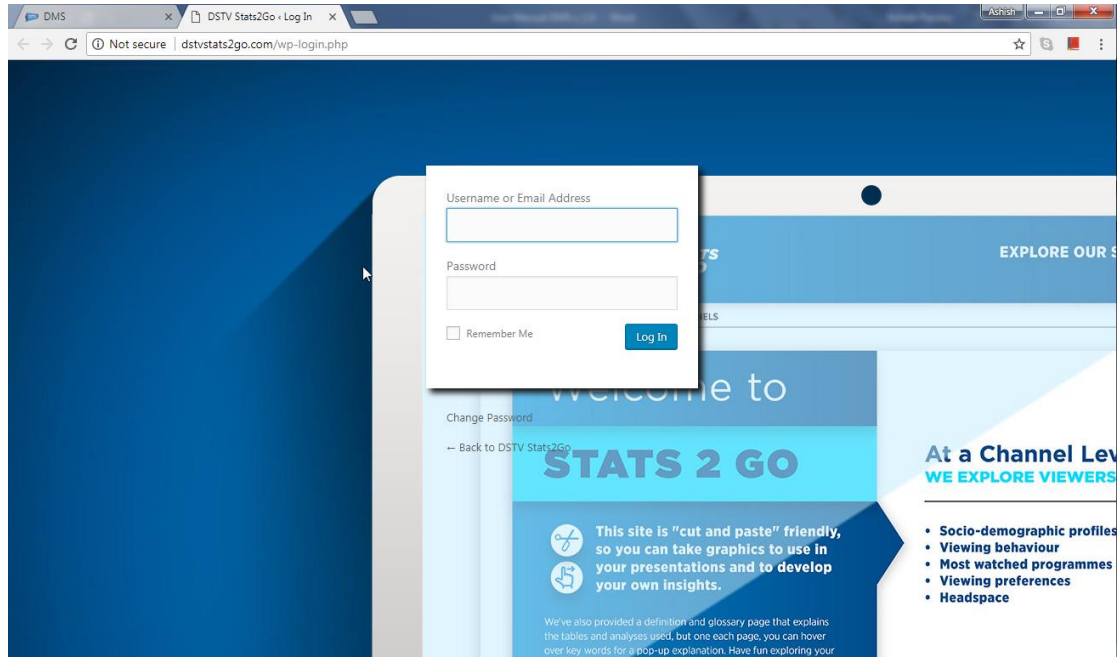 DMS
DSTV Stats2Go ‹ Log In
Ashish
Not secure
dstvstats2go.com/wp-login.php
Username or Email Address
Password
Remember Me
Log In
Change Password
← Back to DSTV Stats2Go
EXPLORE OUR S
Welcome to
STATS 2 GO
This site is "cut and paste" friendly,
so you can take graphics to use in
your presentations and to develop
your own insights.
We've also provided a definition and glossary page that explains
the tables and analyses used, but one each page, you can hover
over key words for a pop-up explanation. Have fun exploring your
At a Channel Lev
WE EXPLORE VIEWERS
• Socio-demographic profiles
• Viewing behaviour
• Most watched programmes
• Viewing preferences
• Headspace